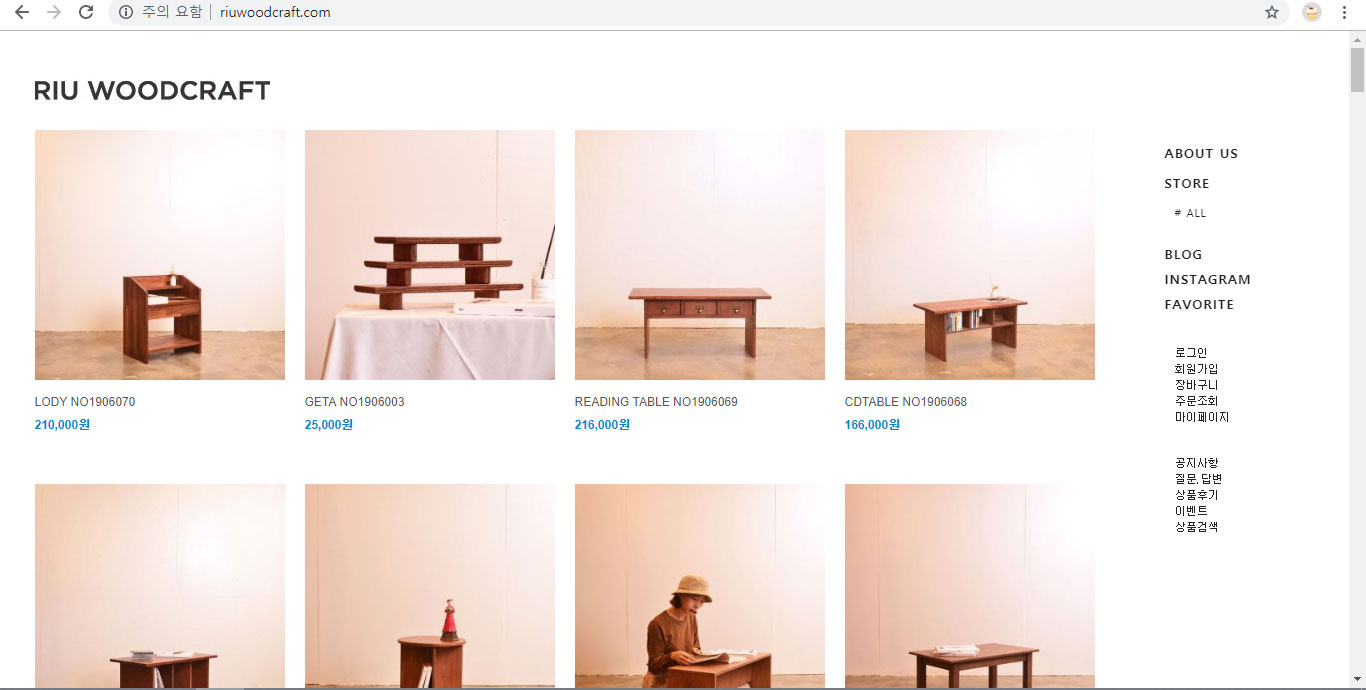 주의 요함
riuwoodcraft.com
RIU WOODCRAFT
LODY NO1906070
210,000원
GETA NO1906003
25,000원
READING TABLE NO1906069
216,000원
CDTABLE NO1906068
166,000원
ABOUT US
STORE
# ALL
BLOG
INSTAGRAM
FAVORITE
로그인
회원가입
장바구니
주문조회
마이페이지
공지사항
질문,답변
상품후기
이벤트
상품검색